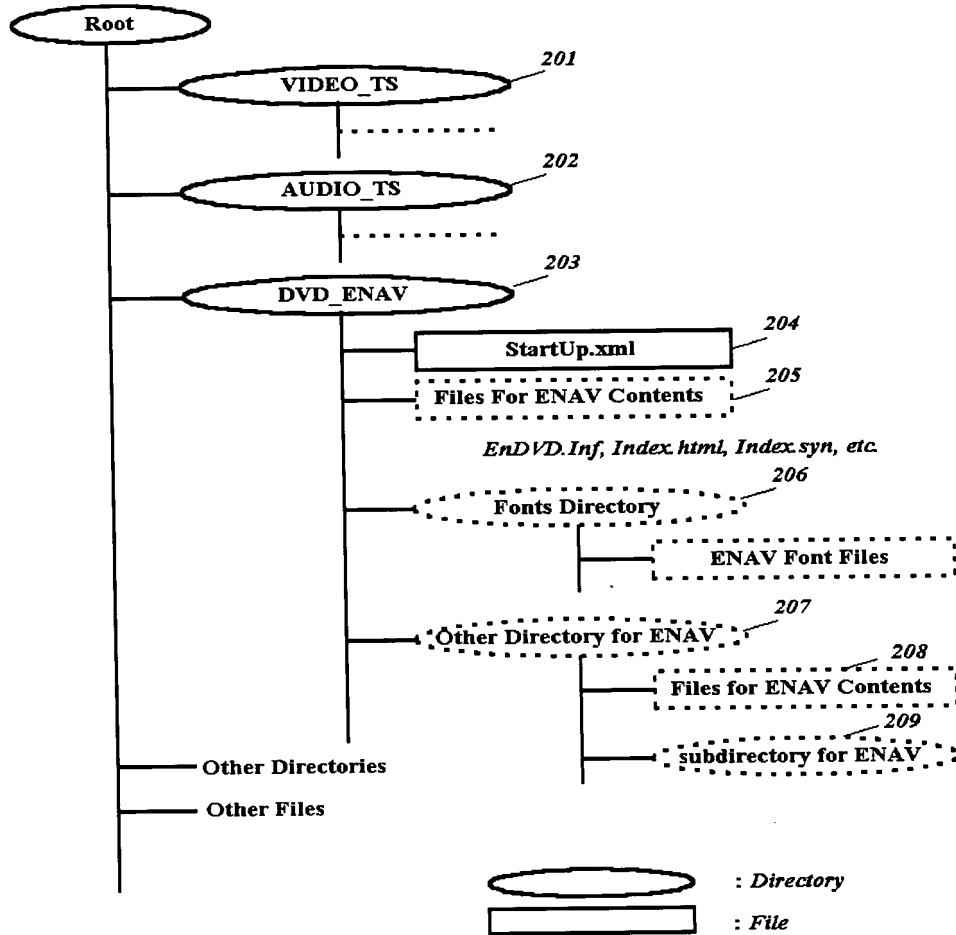 Root
201
VIDEO_TS
202
AUDIO_TS
203
DVD_ENAV
204
StartUp.xml
205
Files For ENAV Contents
EnDVD.Inf, Index.html, Index.syn, etc.
206
Fonts Directory
ENAV Font Files
207
Other Directory for ENAV
208
Files for ENAV Contents
209
subdirectory for ENAV
Other Directories
Other Files
: Directory
: File